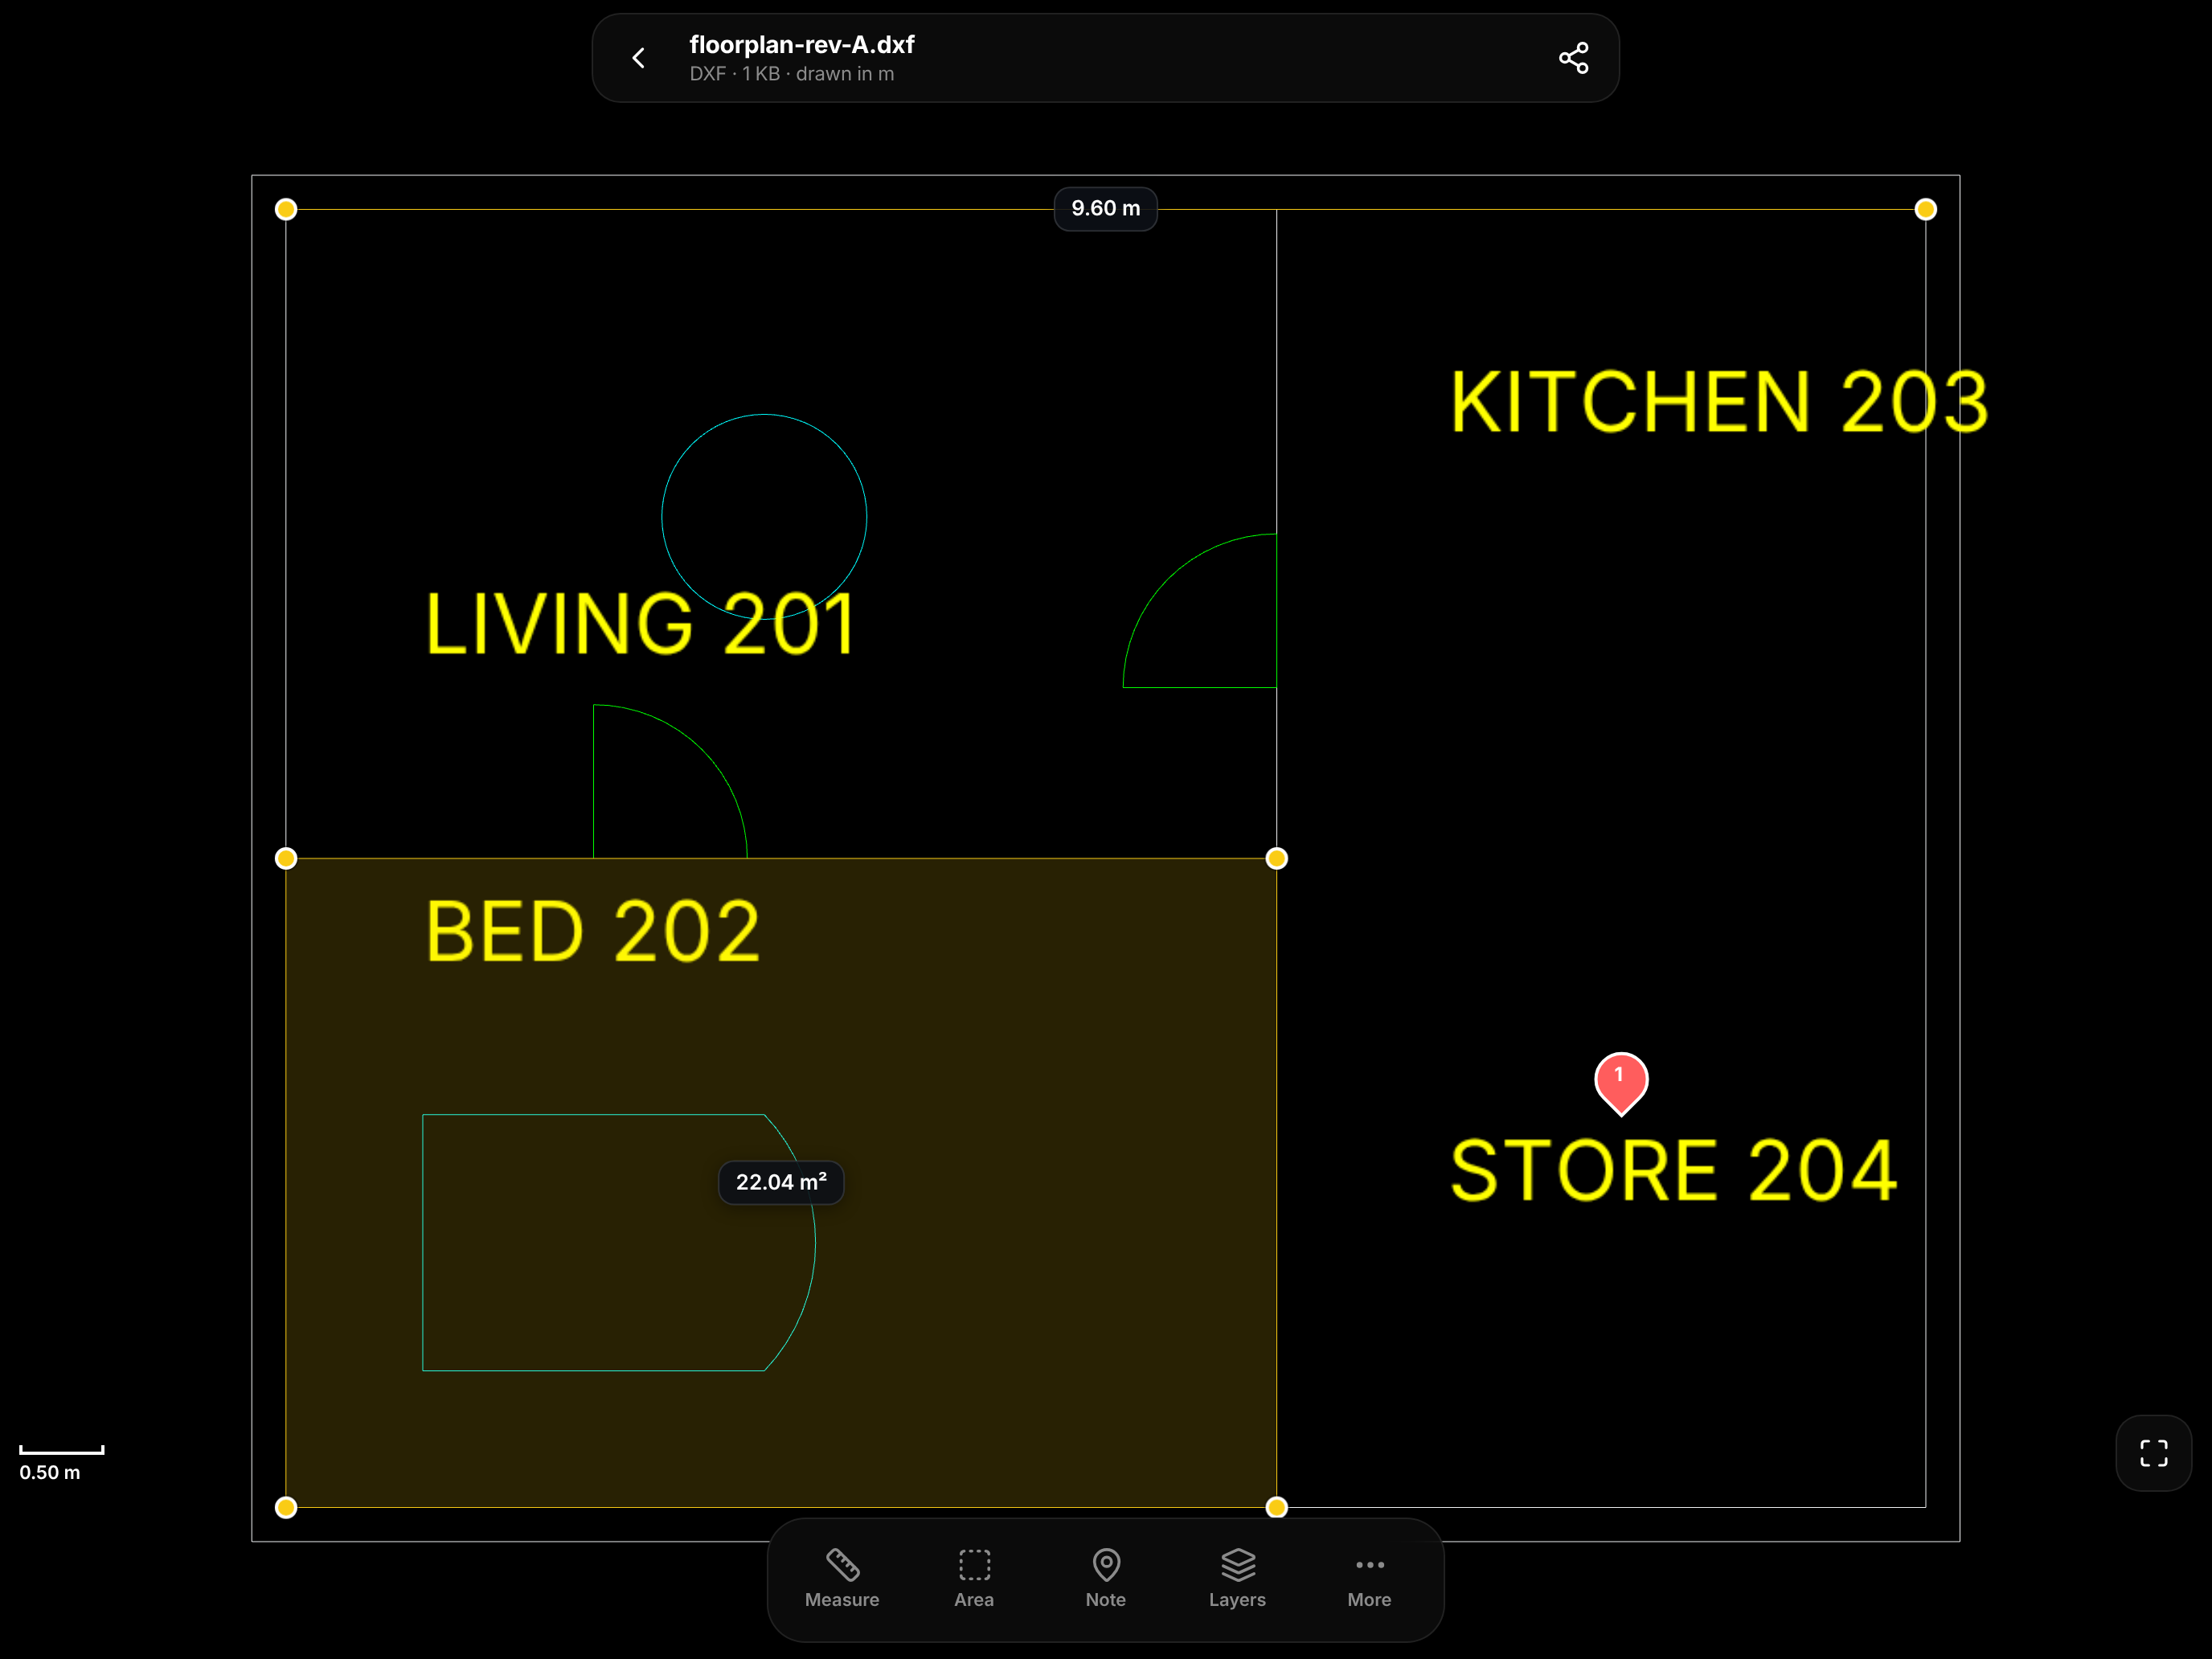 floorplan-rev-A.dxf
DXF · 1 KB · drawn in m
9.60 m
KITCHEN 203
LIVING 201
BED 202
1
STORE 204
22.04 m²
0.50 m
Measure
Area
Note
Layers
More